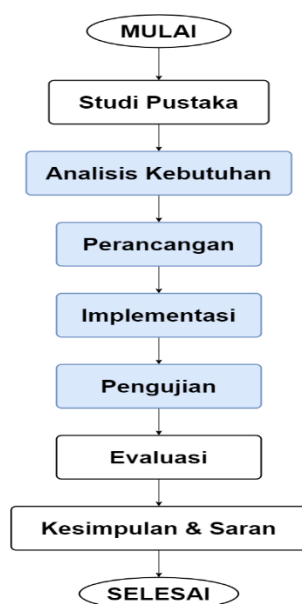 MULAI
Studi Pustaka
Analisis Kebutuhan
Perancangan
Implementasi
Pengujian
Evaluasi
Kesimpulan & Saran
SELESAI